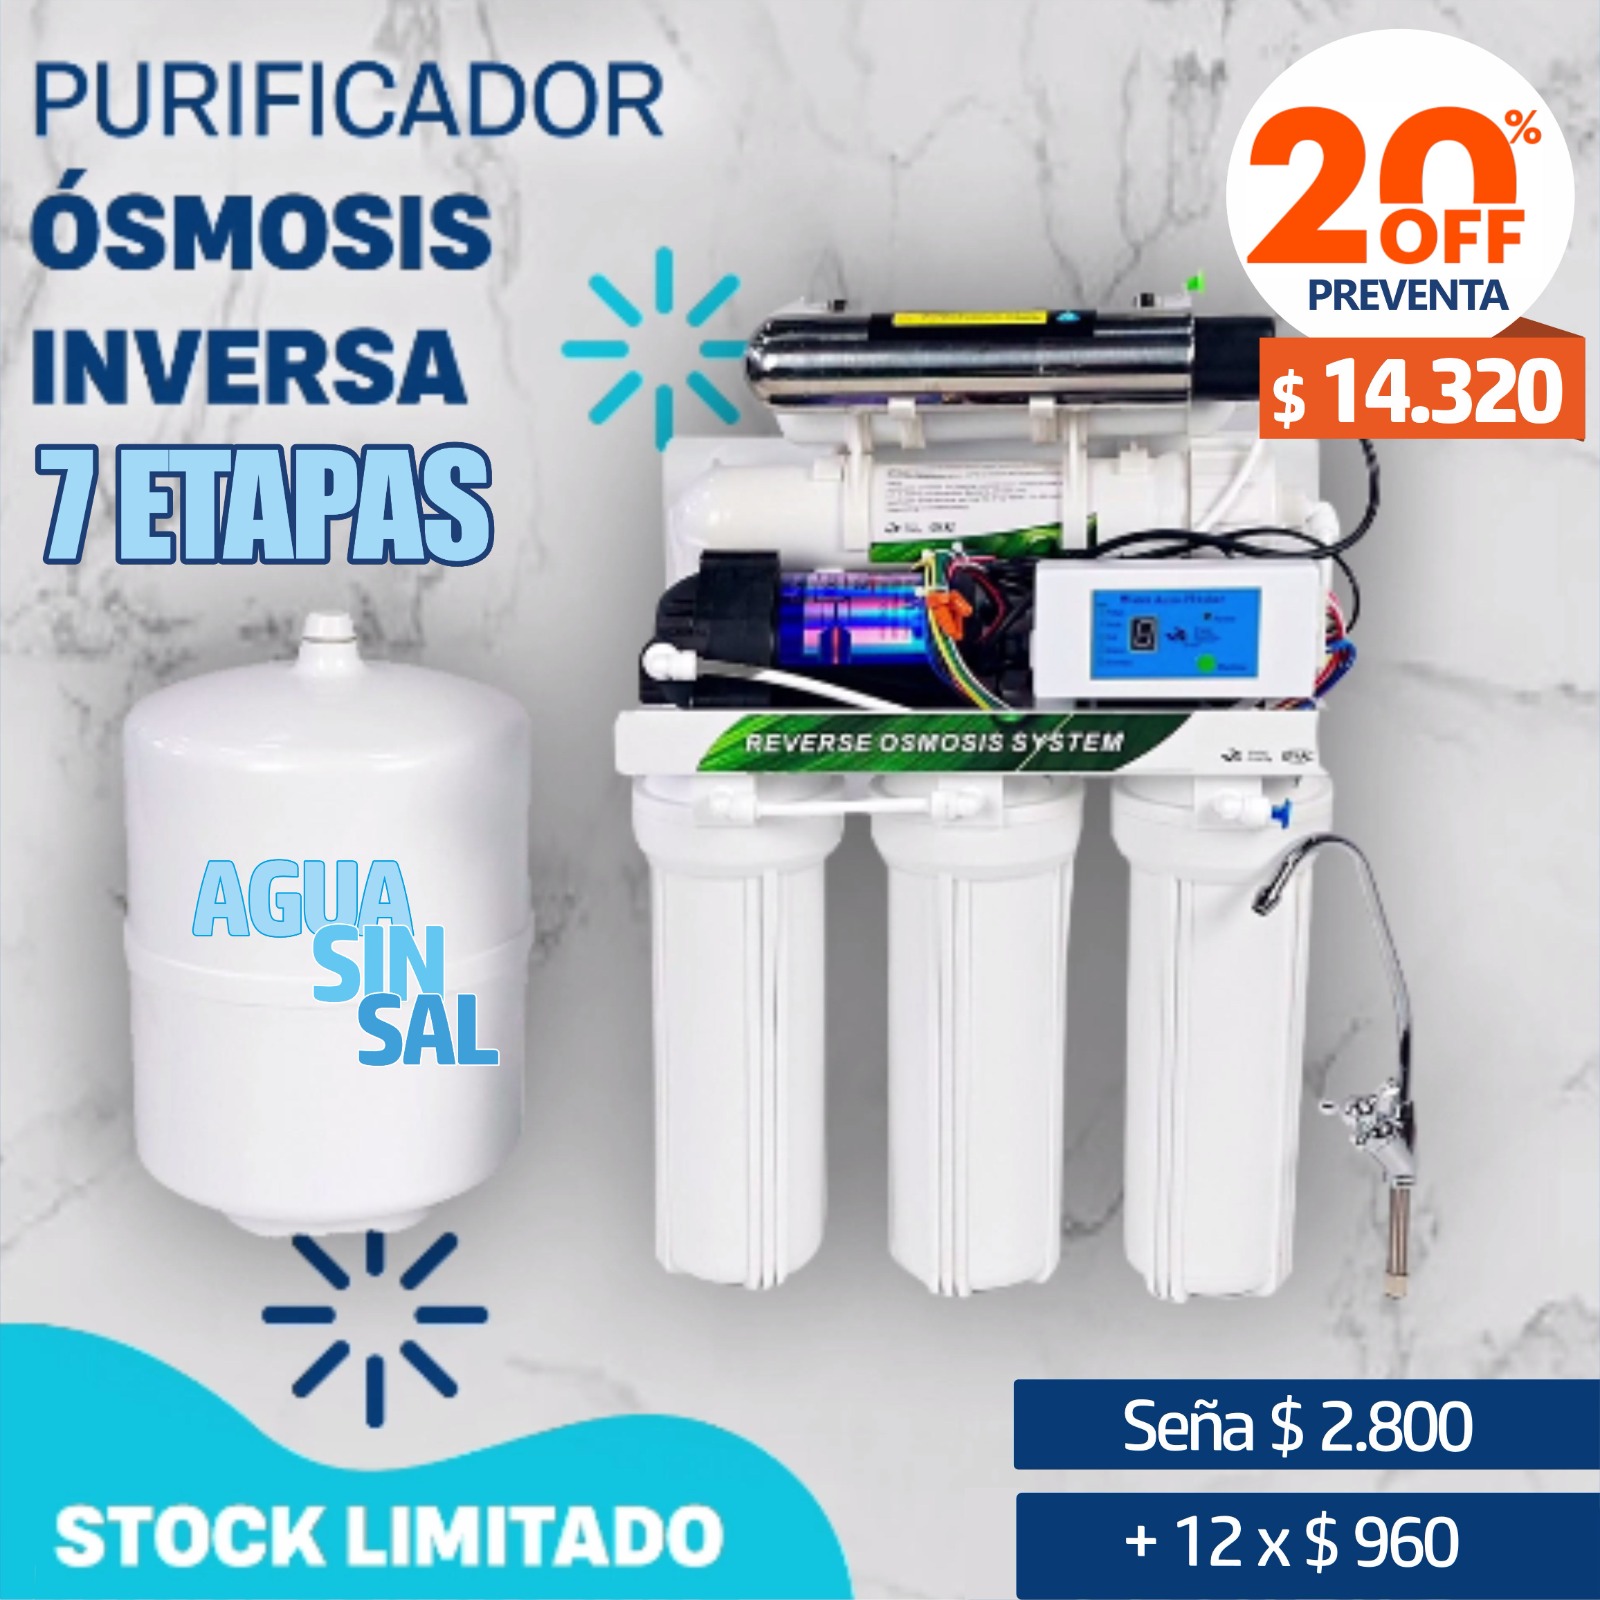 PURIFICADOR
ÓSMOSIS
INVERSA
7 ETAPAS
20% OFF
PREVENTA
$ 14.320
REVERSE OSMOSIS SYSTEM
AGUA
SIN
SAL
Seña $ 2.800
+ 12 x $ 960
STOCK LIMITADO